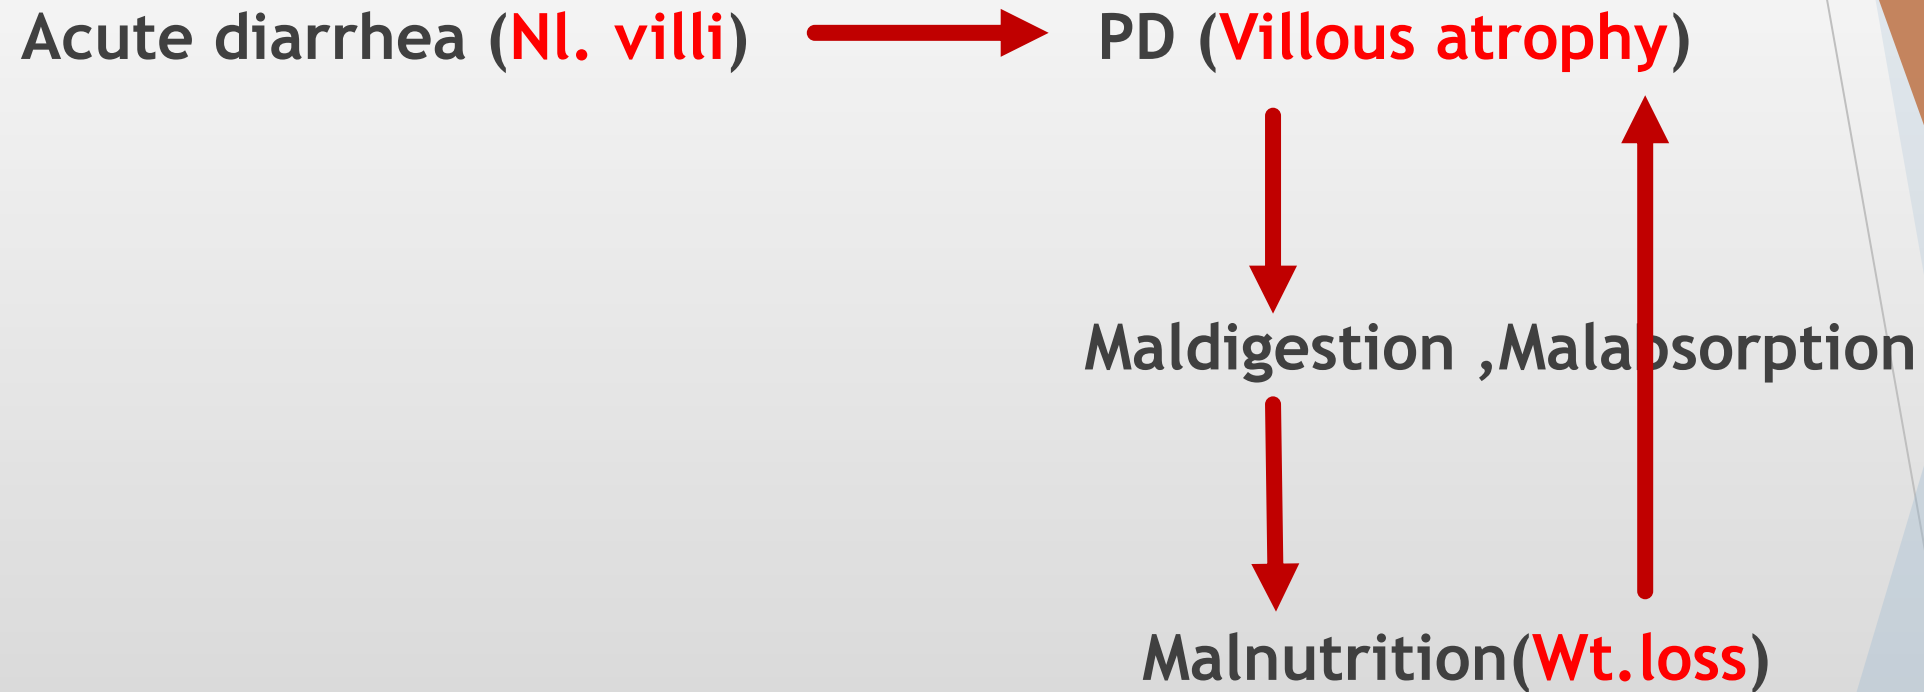 Acute diarrhea (Nl. villi) PD (Villous atrophy)
Maldigestion ,Malabsorption
Malnutrition(Wt.loss)